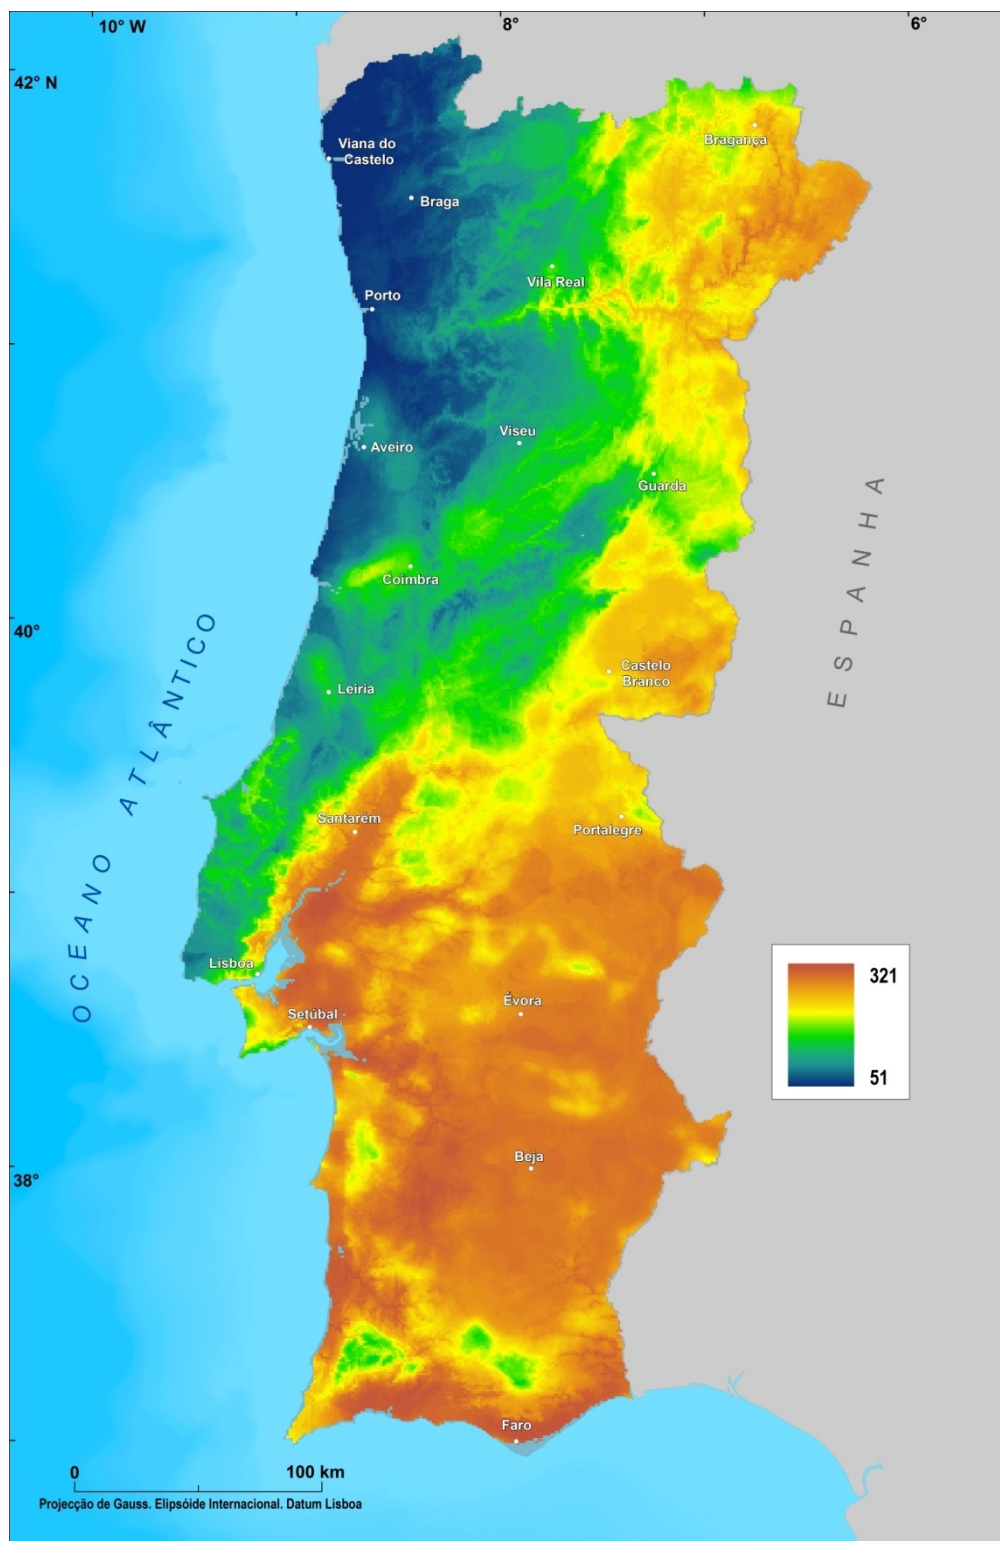 10° W
8°
6°
42° N
Bragança
Viana do
Castelo
Braga
Vila Real
Porto
Viseu
Aveiro
Guarda
Coimbra
40°
Castelo
Branco
Leiria
OCEANO ATLÂNTICO
ESPANHA
Santarém
Portalegre
Lisboa
Évora
Setúbal
321
51
Beja
38°
Faro
0
100 km
Projecção de Gauss. Elipsóide Internacional. Datum Lisboa